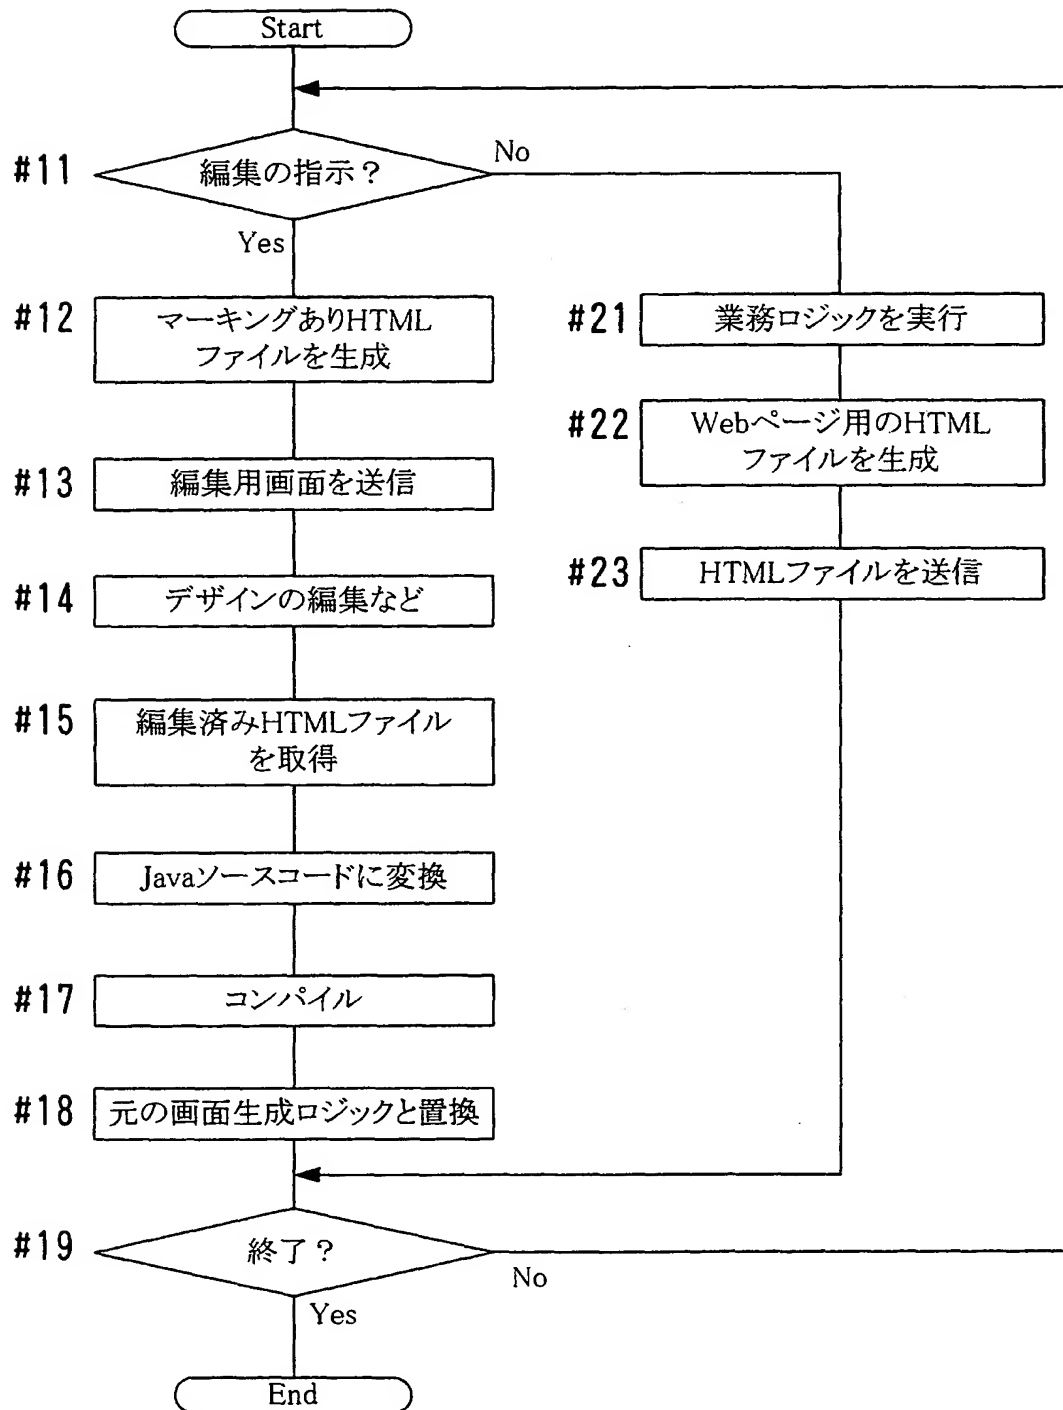 Start
#11
編集の指示?
No
Yes
#12
マーキングありHTML
ファイルを生成
#21
業務ロジックを実行
#13
編集用画面を送信
#22
Webページ用のHTML
ファイルを生成
#14
デザインの編集など
#23
HTMLファイルを送信
#15
編集済みHTMLファイル
を取得
#16
Javaソースコードに変換
#17
コンパイル
#18
元の画面生成ロジックと置換
#19
終了?
No
Yes
End